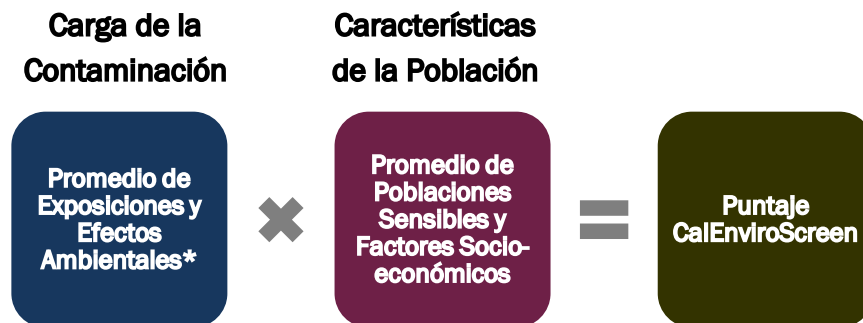 Carga de la
Contaminación
Características
de la Población
Promedio de
Exposiciones y
Efectos
Ambientales*
Promedio de
Poblaciones
Sensibles y
Factores Socio-
económicos
Puntaje
CalEnviroScreen